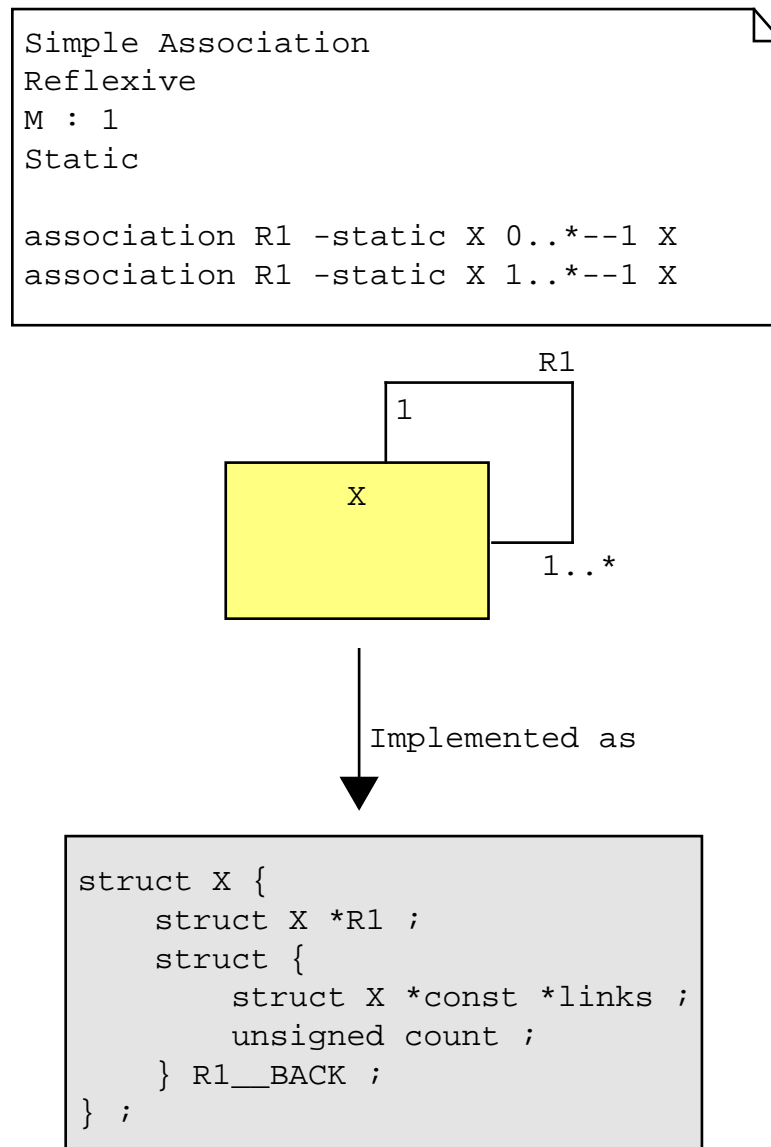 Simple Association
Reflexive
M : 1
Static
association R1 -static X 0..*--1 X
association R1 -static X 1..*--1 X
R1
1
X
1..*
Implemented as
struct X {
    struct X *R1 ;
    struct {
        struct X *const *links ;
        unsigned count ;
    } R1__BACK ;
} ;